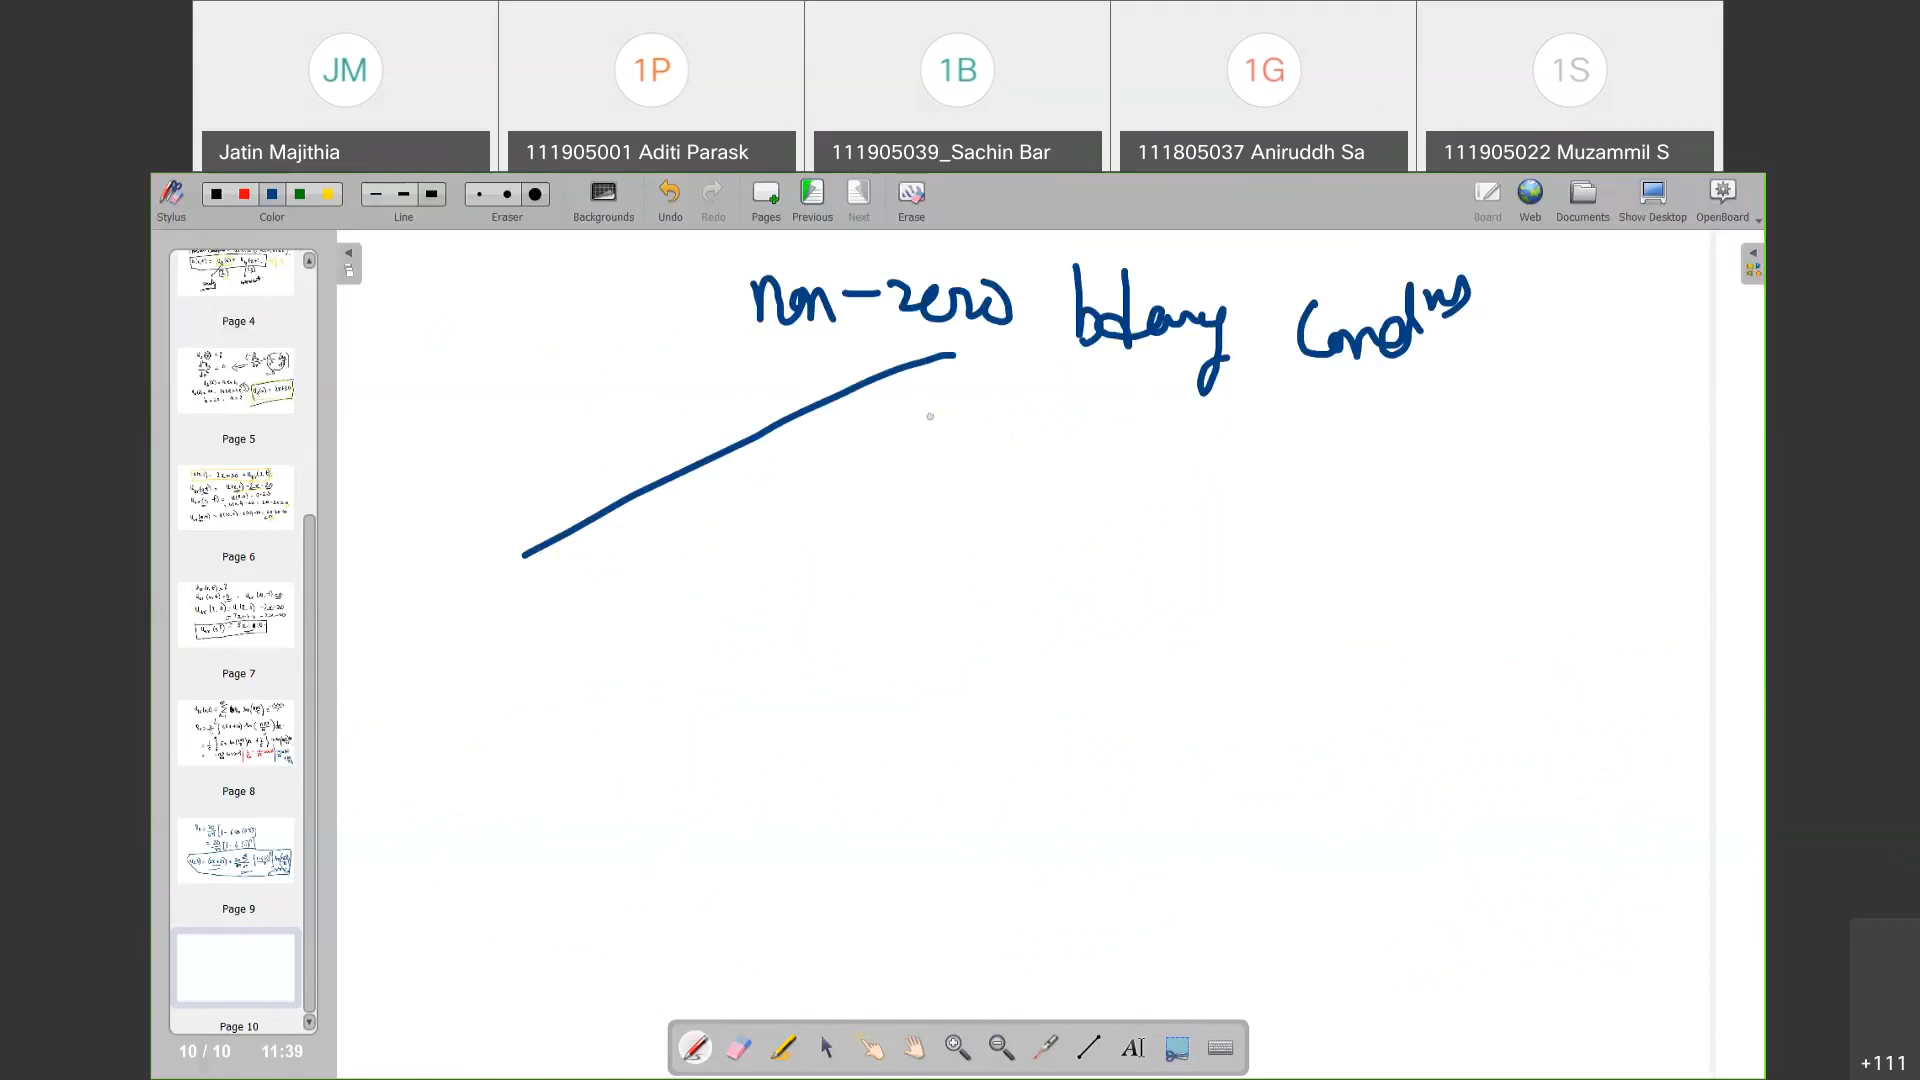 JM
1P
1B
1G
1S
Jatin Majithia
111905001 Aditi Parask
111905039_Sachin Bar
111805037 Aniruddh Sa
111905022 Muzammil S
Stylus
Color
Line
Eraser
Backgrounds
Undo
Redo
Pages
Previous
Next
Erase
Board
Web
Documents
Show Desktop
OpenBoard
non-zero bdary condns
Page 4
Page 5
Page 6
Page 7
Page 8
Page 9
Page 10
10 / 10 11:39
+111